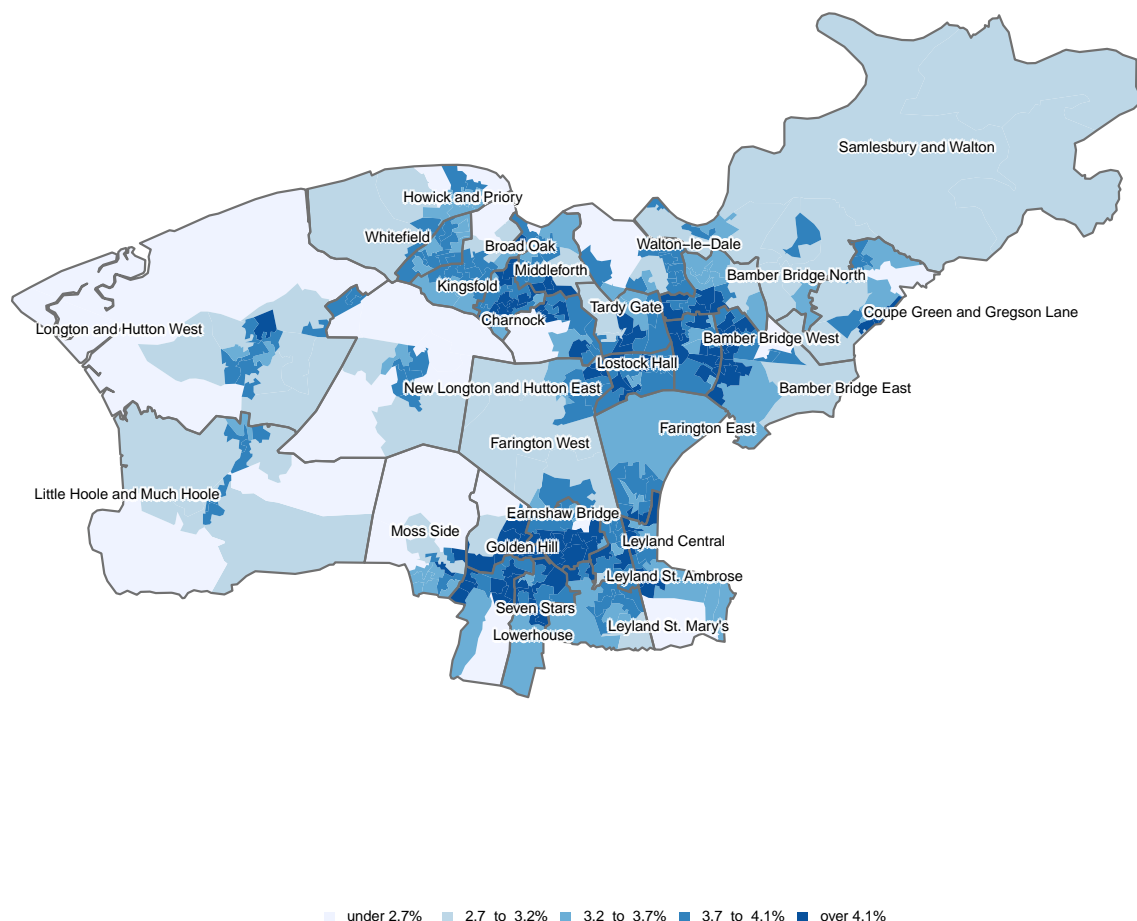 Samlesbury and Walton
Howick and Priory
Whitefield
Broad Oak
Walton−le−Dale
Middleforth
Bamber Bridge North
Kingsfold
Tardy Gate
Coupe Green and Gregson Lane
Charnock
Longton and Hutton West
Bamber Bridge West
Lostock Hall
New Longton and Hutton East
Bamber Bridge East
Farington East
Farington West
Little Hoole and Much Hoole
Earnshaw Bridge
Moss Side
Leyland Central
Golden Hill
Leyland St. Ambrose
Seven Stars
Leyland St. Mary's
Lowerhouse
under 2.7% 2.7 to 3.2% 3.2 to 3.7% 3.7 to 4.1% over 4.1%